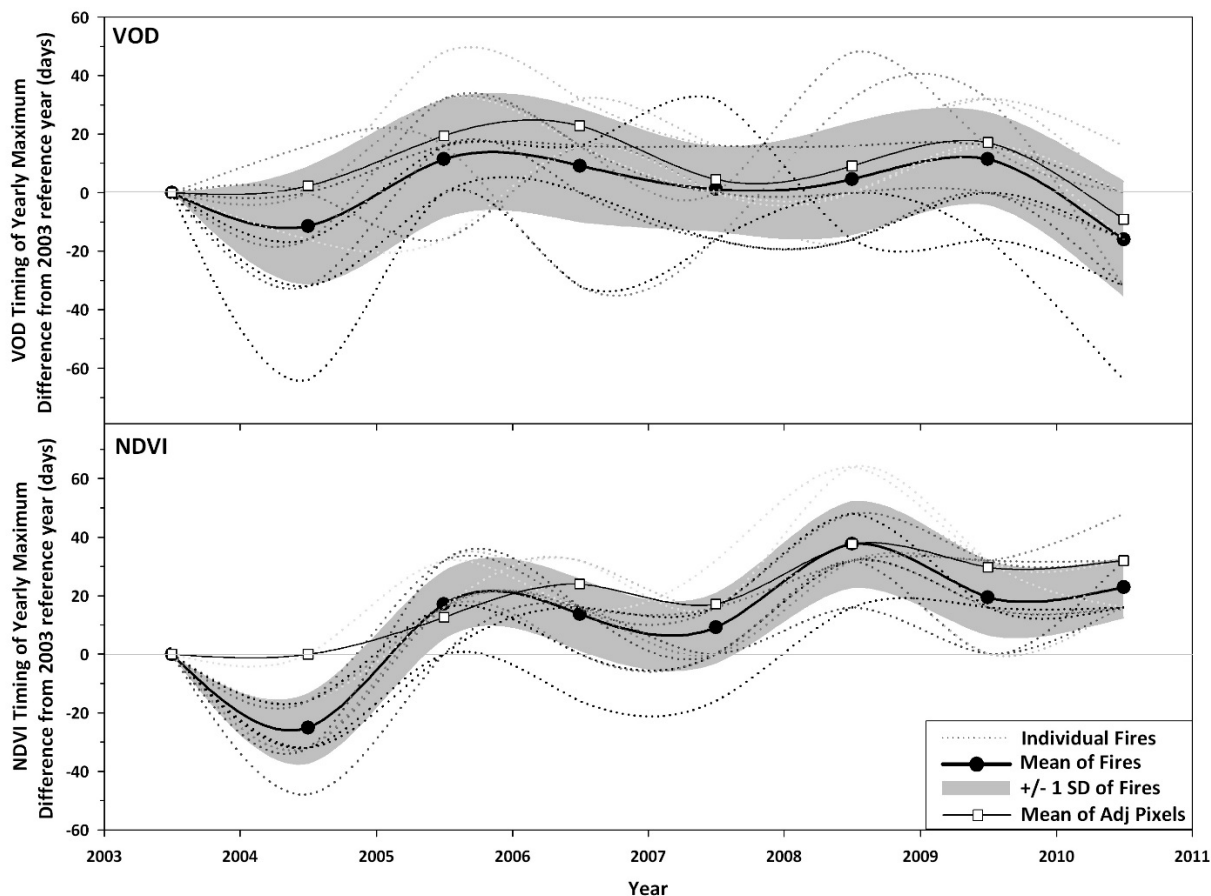 VOD
VOD Timing of Yearly Maximum
Difference from 2003 reference year (days)
60
40
20
0
-20
-40
-60
NDVI
NDVI Timing of Yearly Maximum
Difference from 2003 reference year (days)
60
40
20
0
-20
-40
-60
Individual Fires
Mean of Fires
+/- 1 SD of Fires
Mean of Adj Pixels
2003 2004 2005 2006 2007 2008 2009 2010 2011
Year